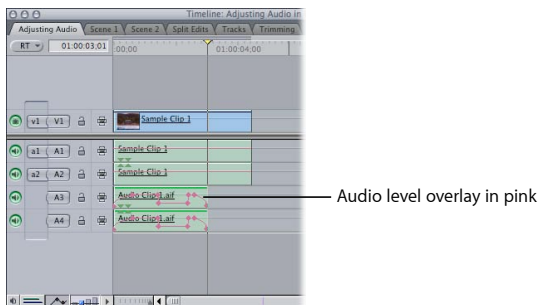 Timeline: Adjusting Audio in
Adjusting Audio Scene 1 Scene 2 Split Edits Tracks Trimming
RT 01:00:03;01 :00;00 01:00:04;00
v1 V1 Sample Clip 1
a1 A1 Sample Clip 1
a2 A2 Sample Clip 1
A3 Audio Clip 1.aif
Audio level overlay in pink
A4 Audio Clip 1.aif